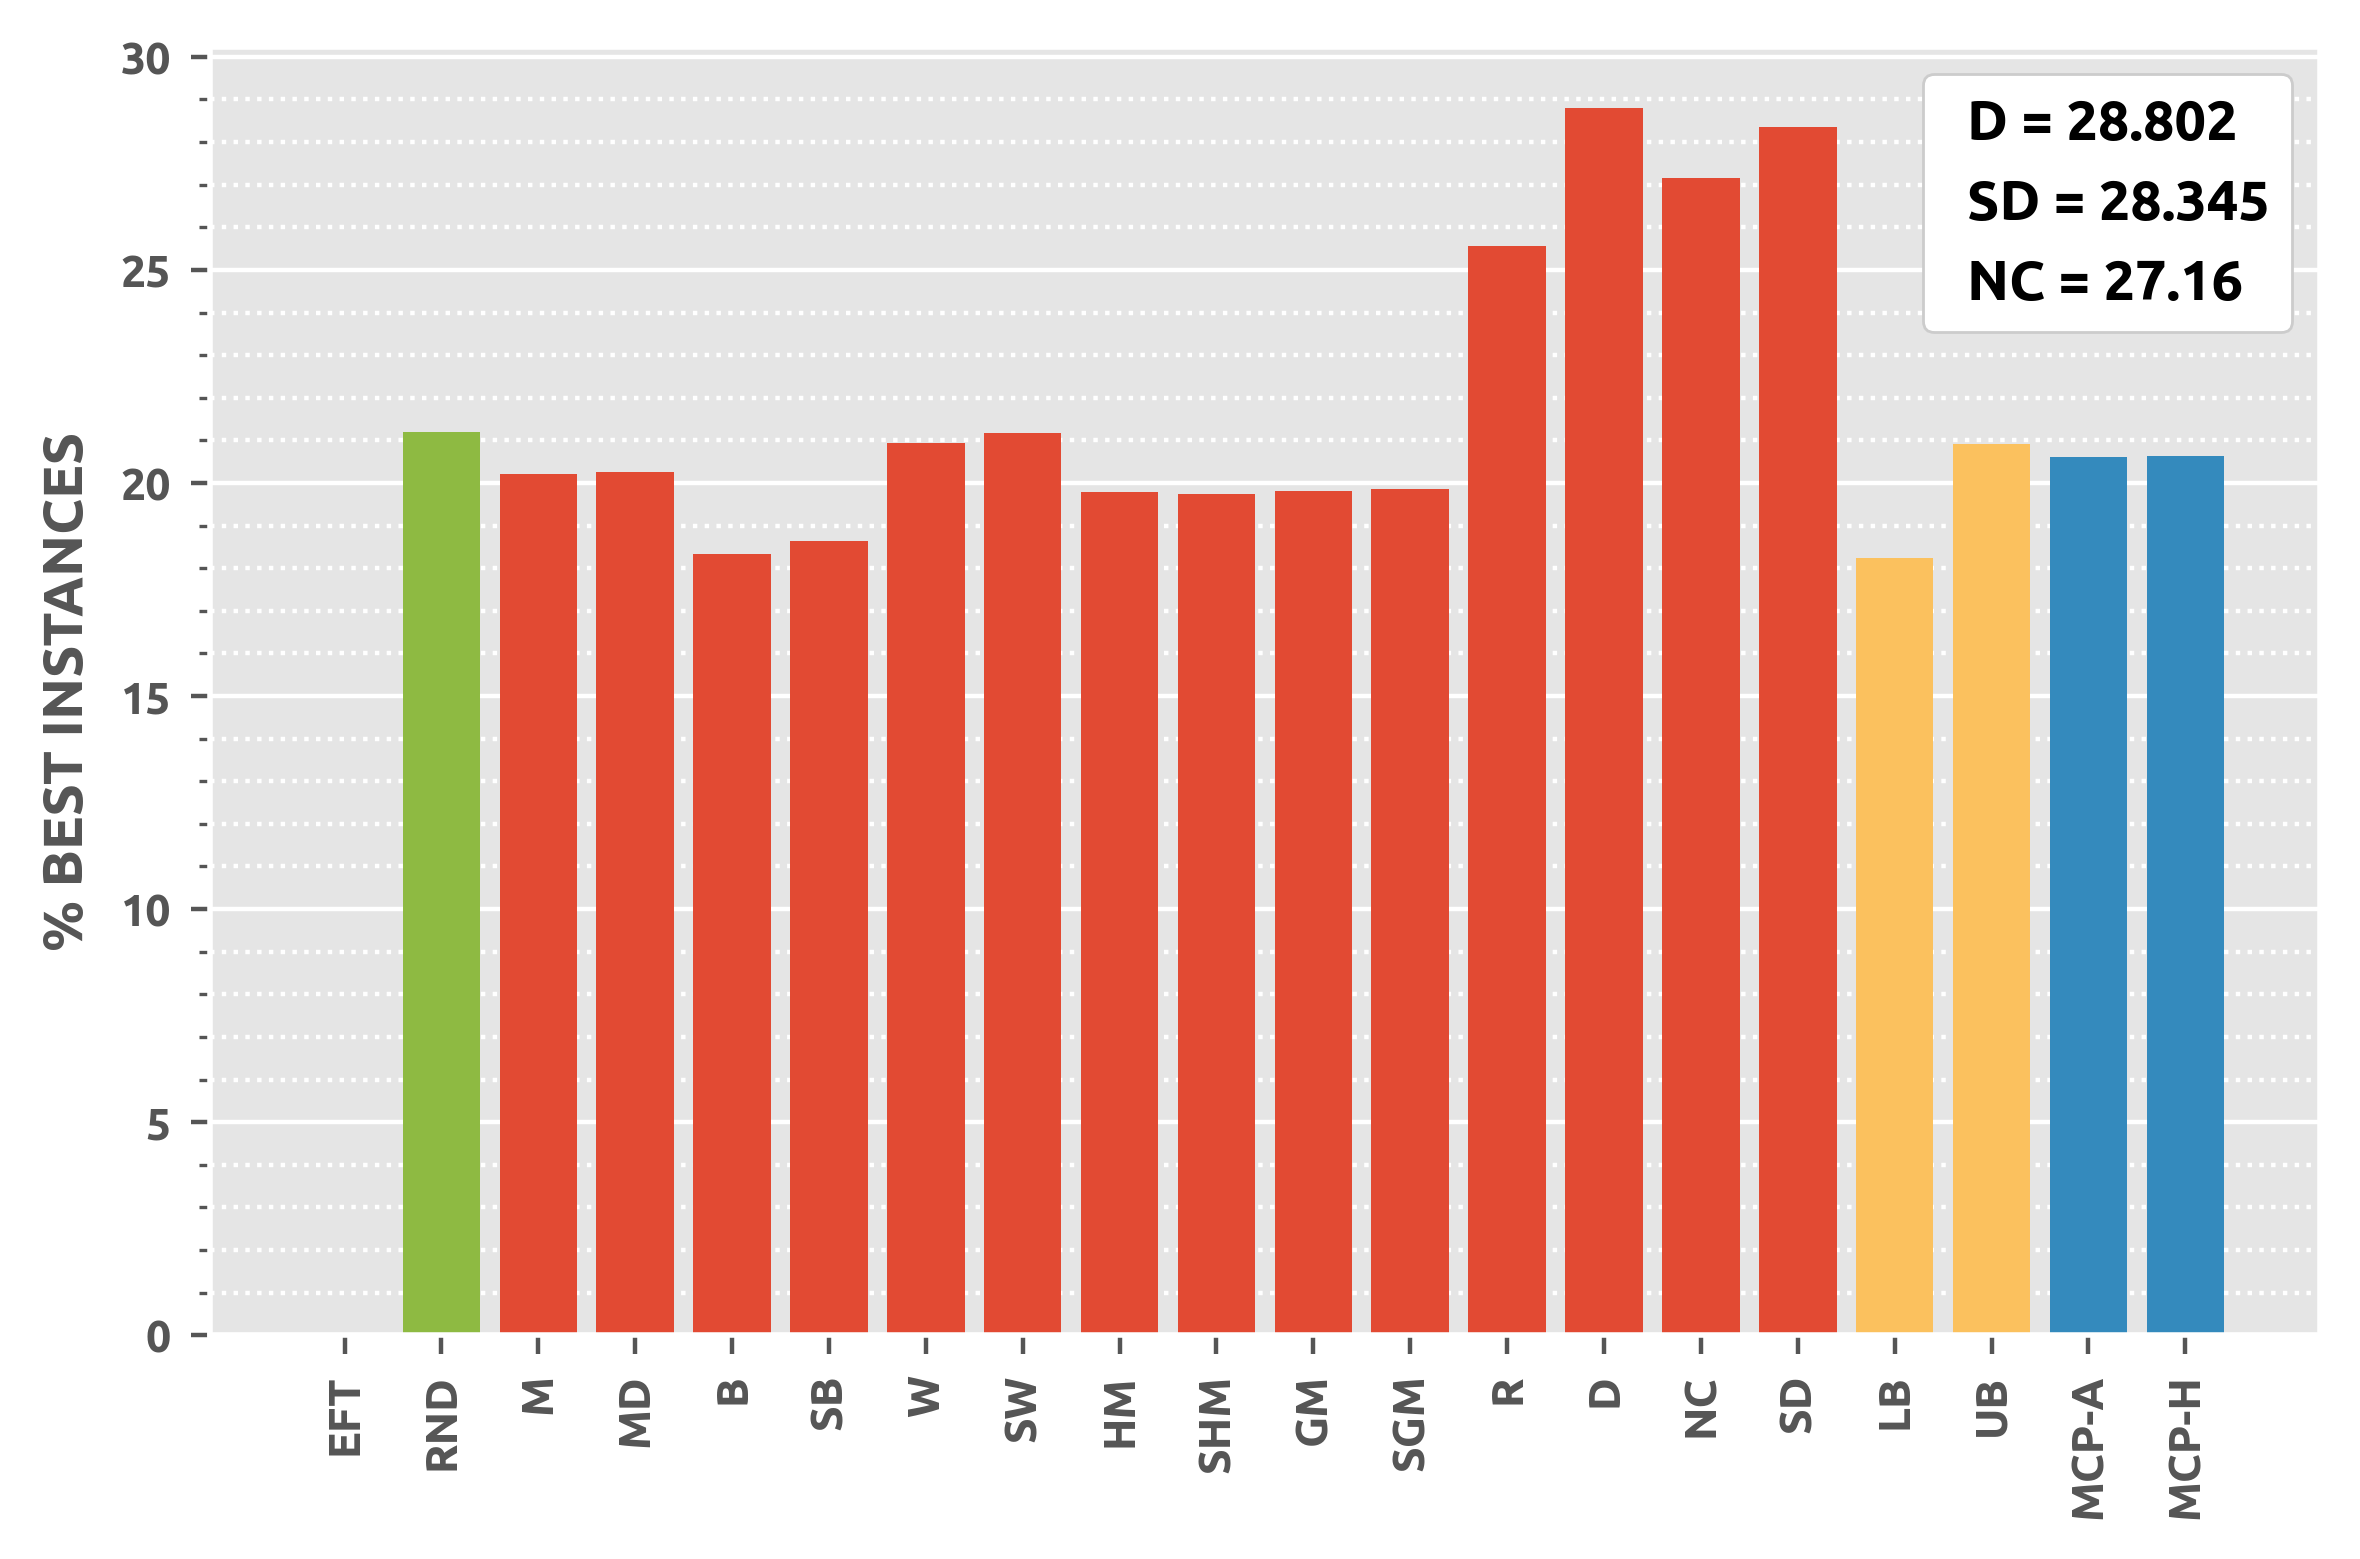 % BEST INSTANCES
30
25
20
15
10
5
0
D = 28.802
SD = 28.345
NC = 27.16
EFT
RND
M
MD
B
SB
W
SW
HM
SHM
GM
SGM
R
D
NC
SD
LB
UB
MCP-A
MCP-H